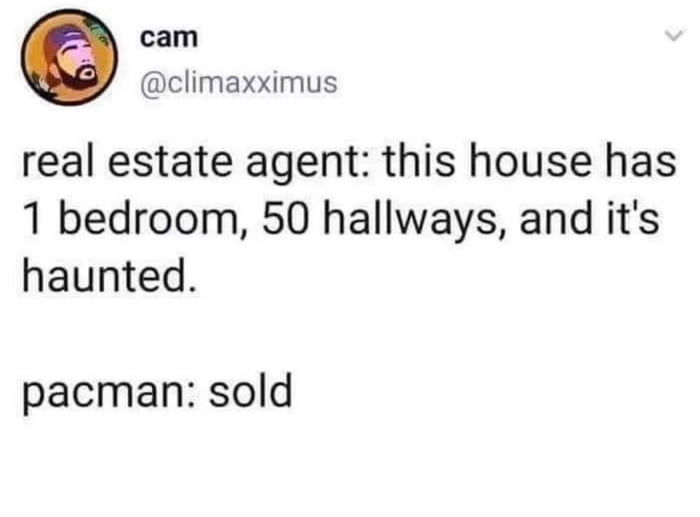 cam
@climaxximus
real estate agent: this house has
1 bedroom, 50 hallways, and it's
haunted.
pacman: sold